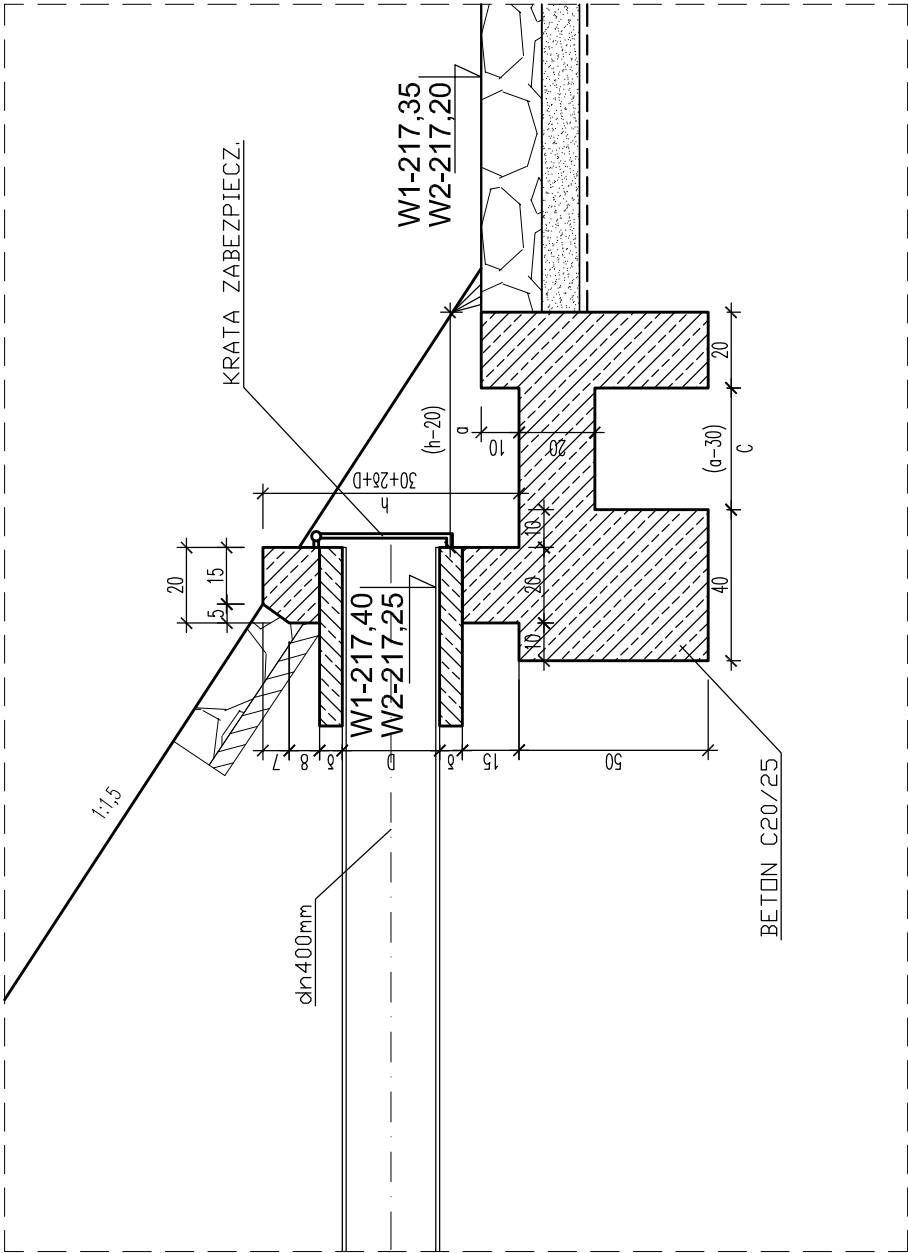 KRATA ZABEZPIECZ.
W1-217,35
W2-217,20
1:1,5
20
15
5
h
30+2δ+D
(h-20)
a
10
20
20
(a-30)
C
10
20
10
40
W1-217,40
W2-217,25
7
8
δ
D
δ
15
50
dn400mm
BETON C20/25